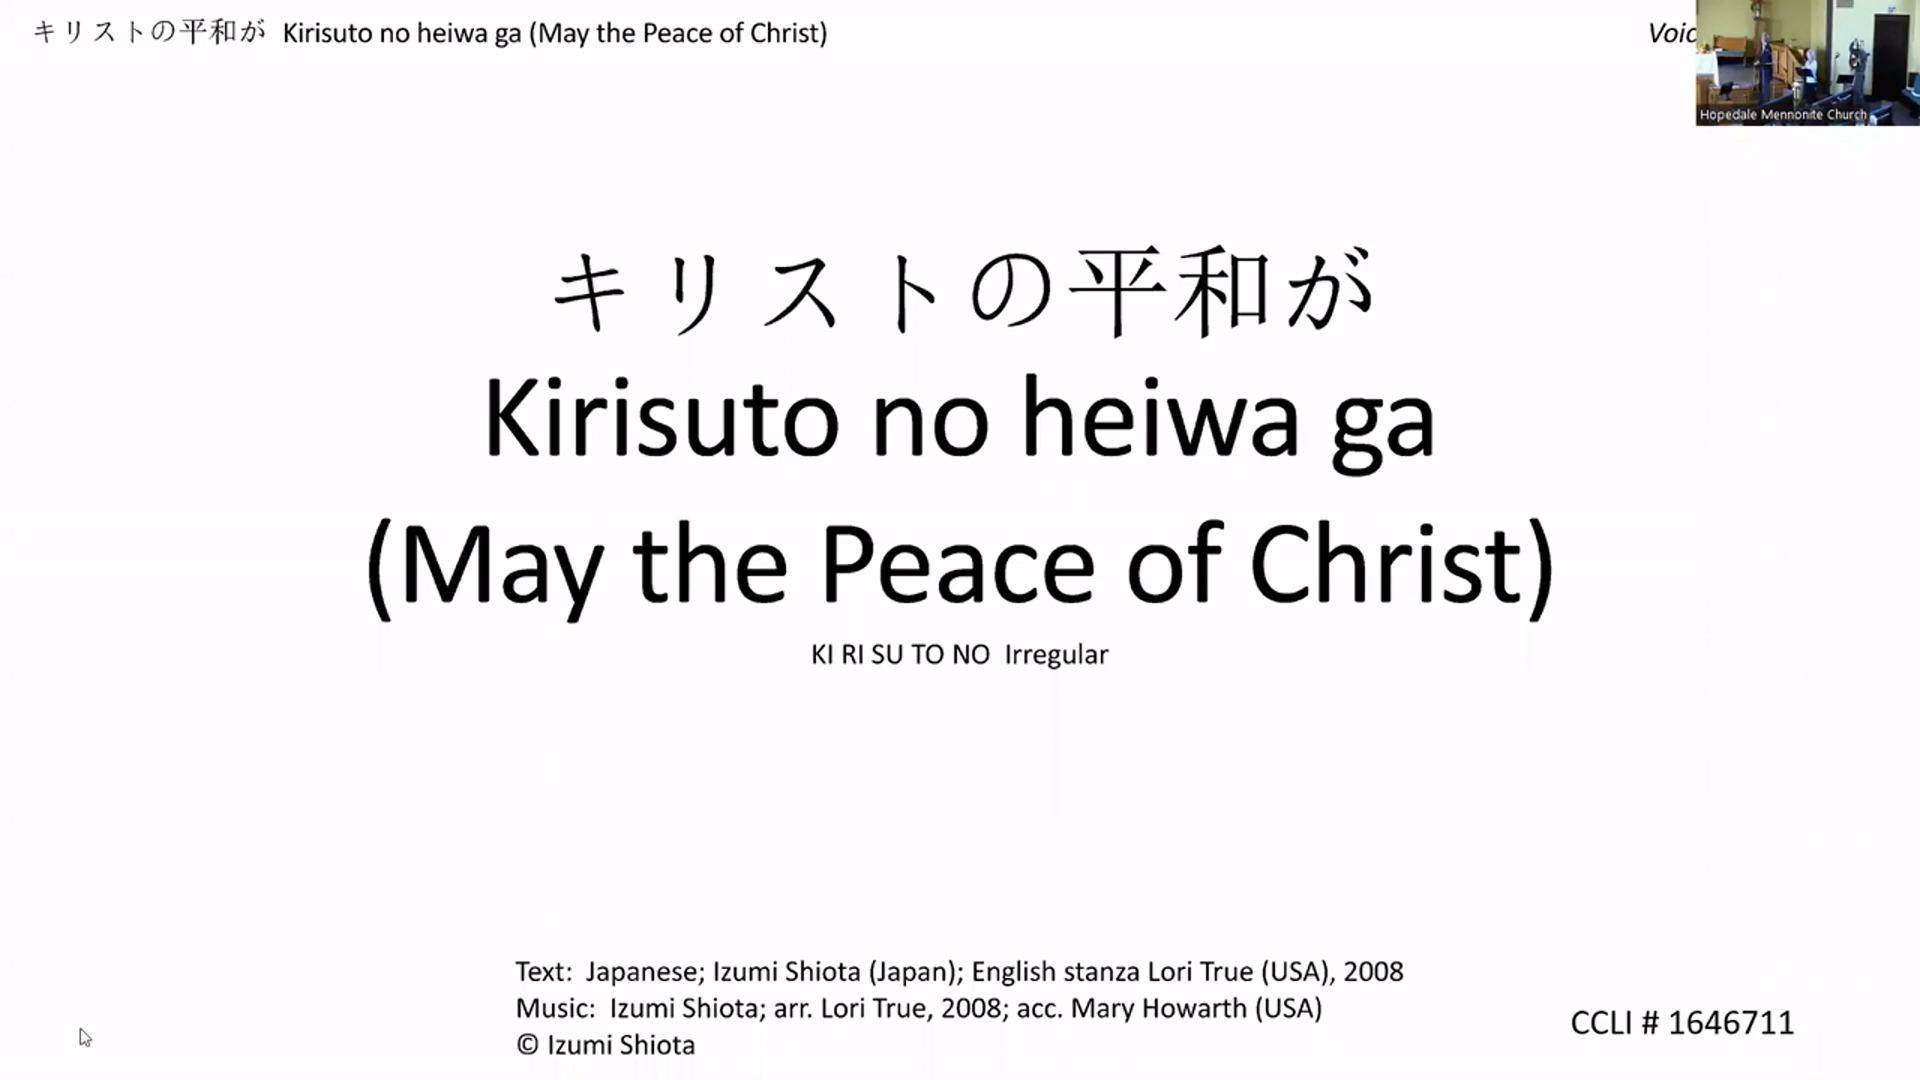 キリストの平和が Kirisuto no heiwa ga (May the Peace of Christ)
Hopedale Mennonite Church
キリストの平和が
Kirisuto no heiwa ga
(May the Peace of Christ)
KI RI SU TO NO Irregular
Text: Japanese; Izumi Shiota (Japan); English stanza Lori True (USA), 2008
Music: Izumi Shiota; arr. Lori True, 2008; acc. Mary Howarth (USA)
© Izumi Shiota
CCLI # 1646711